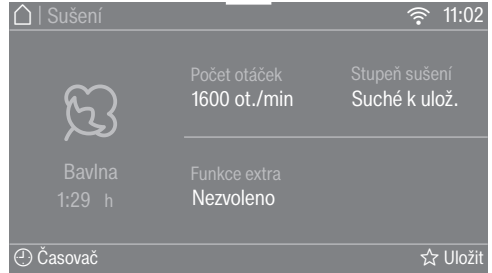 Sušení
11:02
Počet otáček
1600 ot./min
Stupeň sušení
Suché k ulož.
Bavlna
1:29 h
Funkce extra
Nezvoleno
Časovač
Uložit